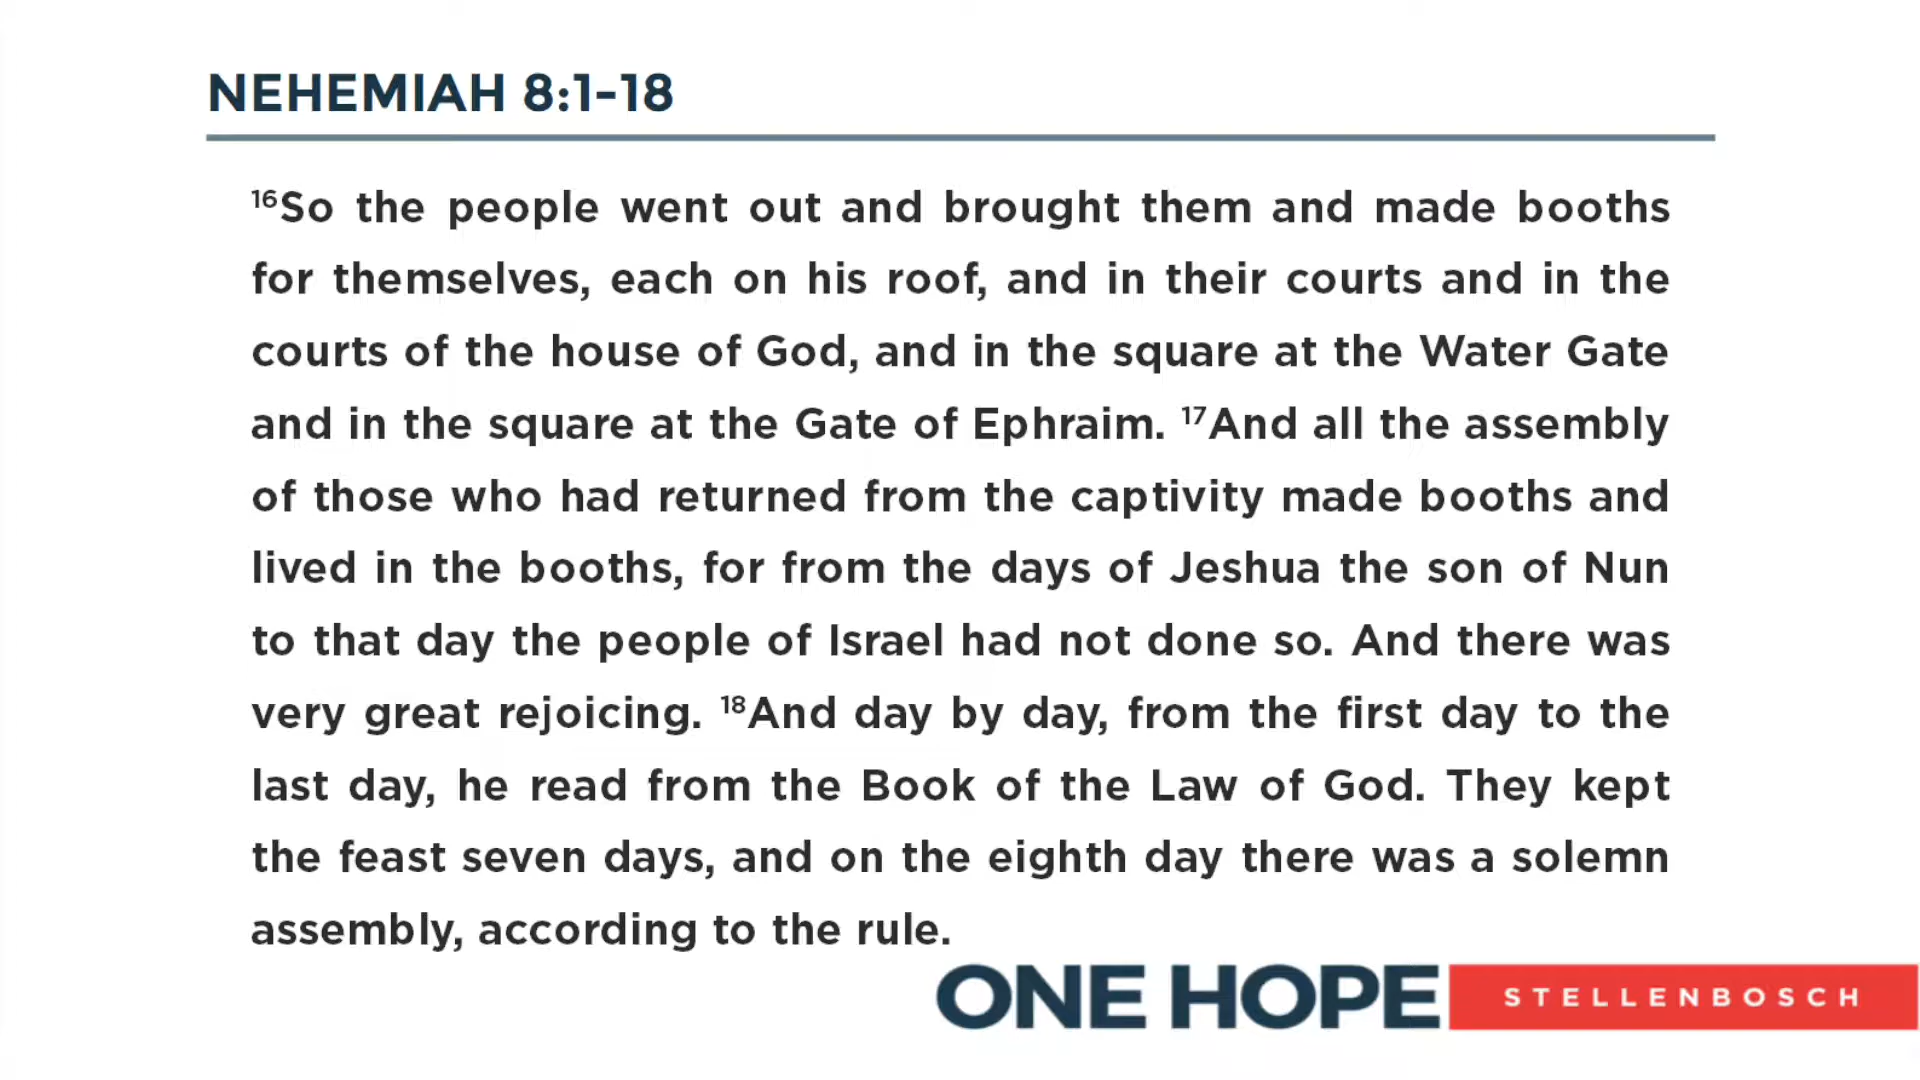 NEHEMIAH 8:1-18
¹⁶So the people went out and brought them and made booths
for themselves, each on his roof, and in their courts and in the
courts of the house of God, and in the square at the Water Gate
and in the square at the Gate of Ephraim. ¹⁷And all the assembly
of those who had returned from the captivity made booths and
lived in the booths, for from the days of Jeshua the son of Nun
to that day the people of Israel had not done so. And there was
very great rejoicing. ¹⁸And day by day, from the first day to the
last day, he read from the Book of the Law of God. They kept
the feast seven days, and on the eighth day there was a solemn
assembly, according to the rule.
ONE HOPE STELLENBOSCH